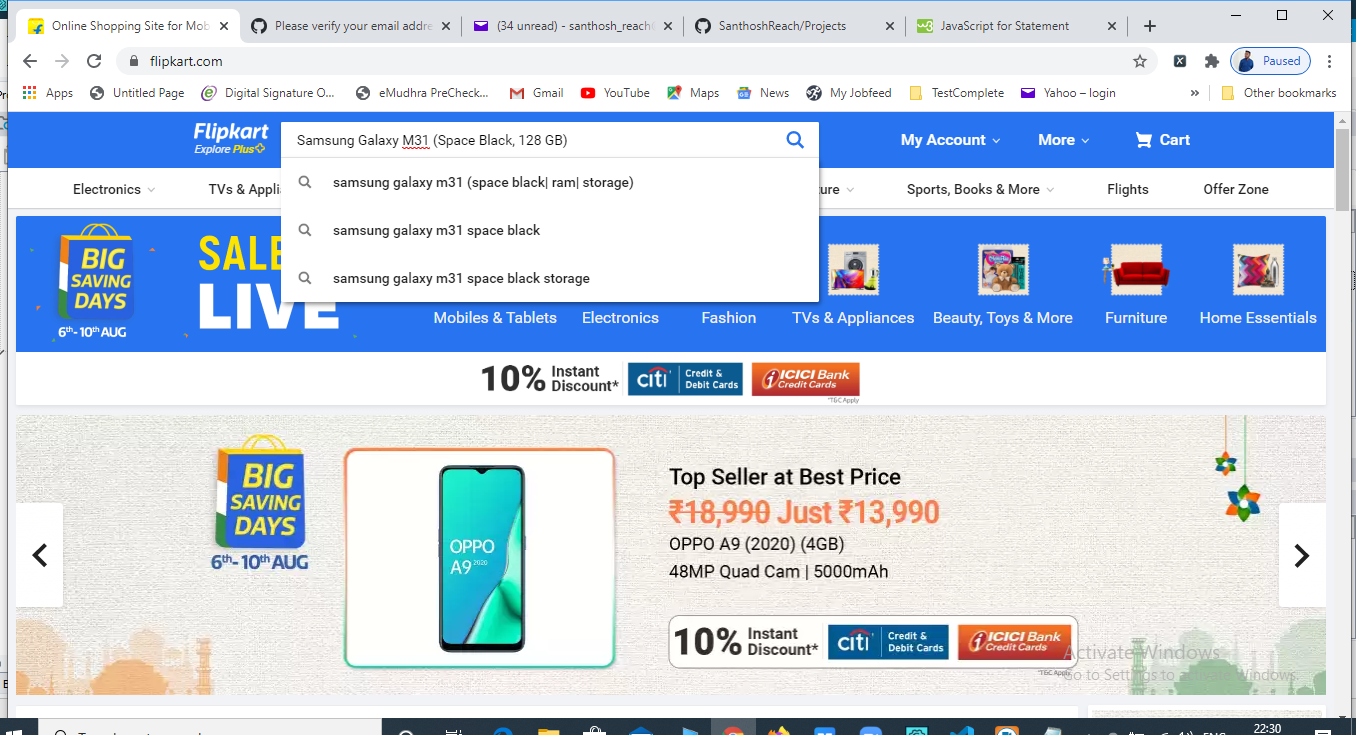 Online Shopping Site for Mob
Please verify your email addre
(34 unread) - santhosh_reach
SanthoshReach/Projects
JavaScript for Statement
flipkart.com
Paused
Apps
Untitled Page
Digital Signature O...
eMudhra PreCheck...
Gmail
YouTube
Maps
News
My Jobfeed
TestComplete
Yahoo – login
»
Other bookmarks
Flipkart
Explore Plus
Samsung Galaxy M31 (Space Black, 128 GB)
My Account
More
Cart
samsung galaxy m31 (space black| ram| storage)
samsung galaxy m31 space black
samsung galaxy m31 space black storage
Electronics
TVs & Appli
ure
Sports, Books & More
Flights
Offer Zone
BIG
SAVING
DAYS
6th-10th AUG
SALE
LIVE
Mobiles & Tablets
Electronics
Fashion
TVs & Appliances
Beauty, Toys & More
Furniture
Home Essentials
10% Instant
Discount*
citi
Credit &
Debit Cards
ICICI Bank
Credit Cards
*T&C Apply
BIG
SAVING
DAYS
6th-10th AUG
OPPO
A9 2020
Top Seller at Best Price
₹18,990 Just ₹13,990
OPPO A9 (2020) (4GB)
48MP Quad Cam | 5000mAh
10% Instant
Discount*
citi
Credit &
Debit Cards
ICICI Bank
Credit Cards
*T&C Apply
Activate Windows
Go to Settings to activate Windows.
ENG
22:30